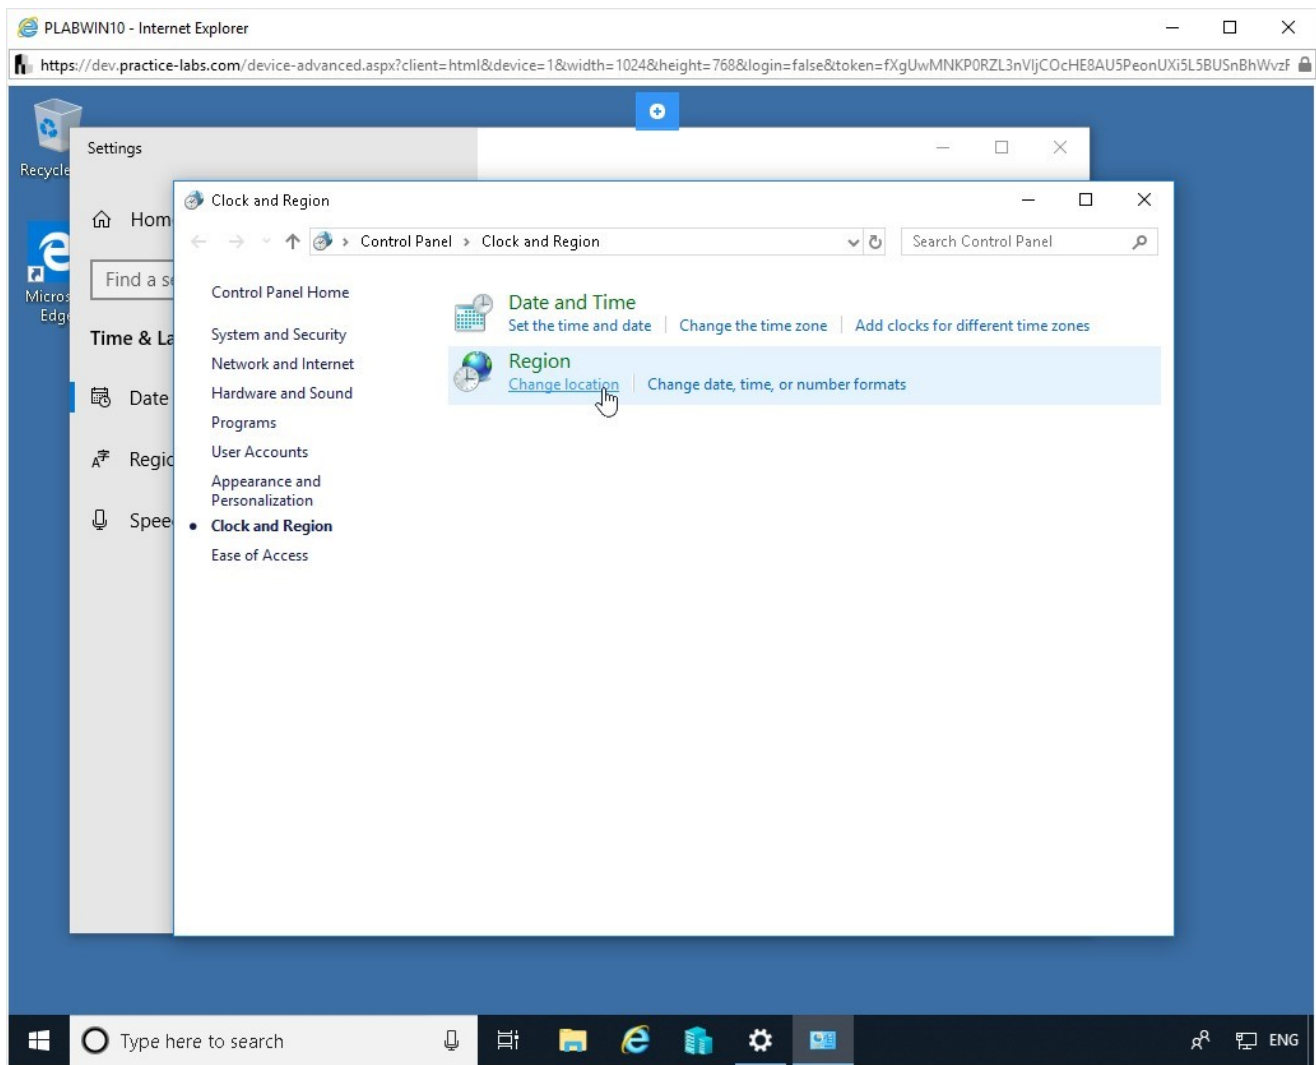 PLABWIN10 - Internet Explorer
https://dev.practice-labs.com/device-advanced.aspx?client=html&device=1&width=1024&height=768&login=false&token=fXgUwMNKP0RZL3nVIjCOcHE8AU5PeonUXi5L5BUSnBhWvzF
Recycle
Micros
Edge
Settings
Hom
Find a s
Time & La
Date
Regio
Spee
Clock and Region
Control Panel > Clock and Region
Search Control Panel
Control Panel Home
System and Security
Network and Internet
Hardware and Sound
Programs
User Accounts
Appearance and
Personalization
Clock and Region
Ease of Access
Date and Time
Set the time and date | Change the time zone | Add clocks for different time zones
Region
Change location | Change date, time, or number formats
Type here to search
ENG